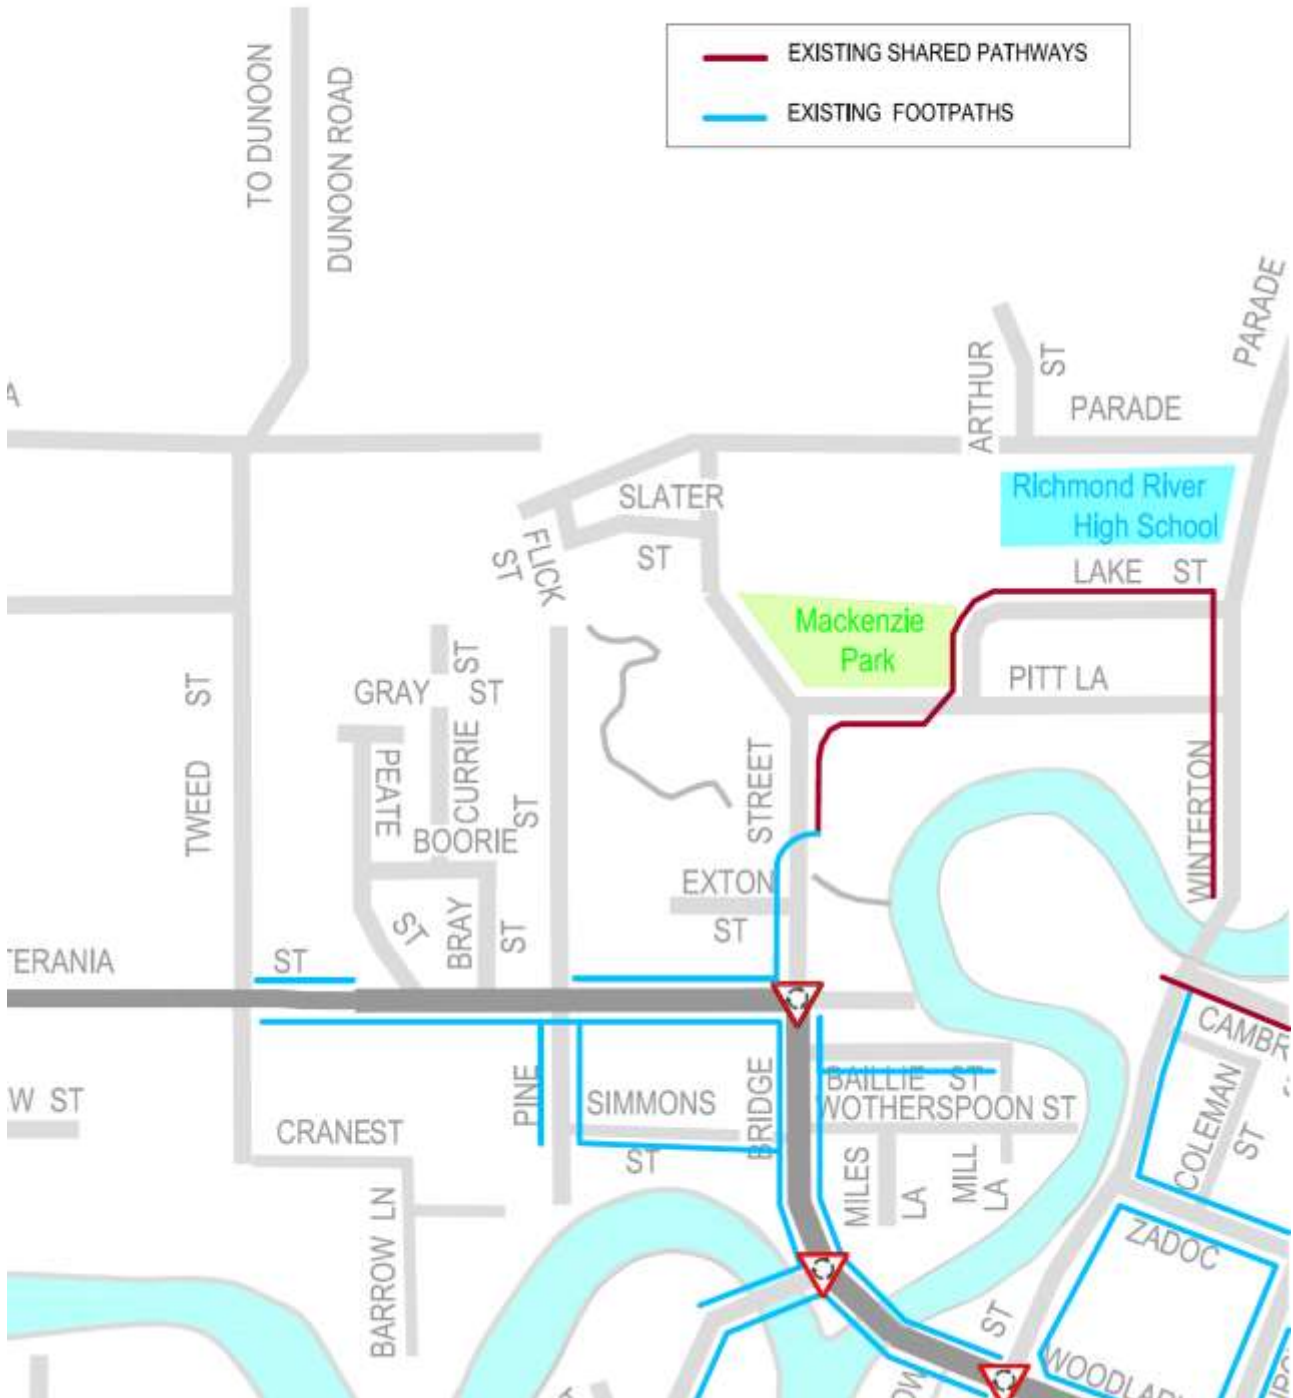 EXISTING SHARED PATHWAYS
EXISTING FOOTPATHS
TO DUNOON
DUNOON ROAD
PARADE
ARTHUR
ST
PARADE
A
Richmond River
High School
SLATER
ST
FLICK
ST
LAKE ST
Mackenzie
Park
PITT LA
ST
GRAY ST
TWEED ST
PEATE
ST
CURRIE
ST
BOORIE
STREET
WINTERTON
EXTON
ST
BRAY
ST
TERANIA
ST
CAMBR
PINE
SIMMONS
ST
BRIDGE
BAILLIE ST
WOTHERSPOON ST
W ST
CRANEST
BARROW LN
MILES
LA
MILL
LA
COLEMAN
ST
ZADOC
ST
WOODLA